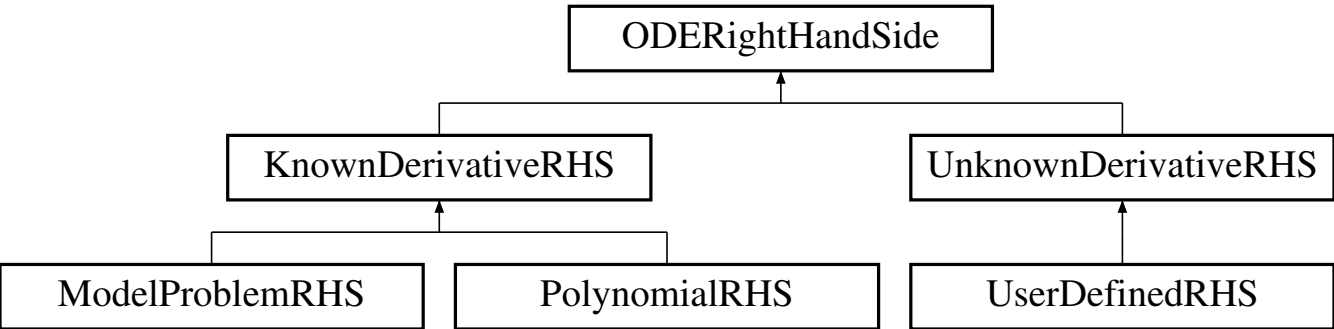 ODERightHandSide
KnownDerivativeRHS
UnknownDerivativeRHS
ModelProblemRHS
PolynomialRHS
UserDefinedRHS